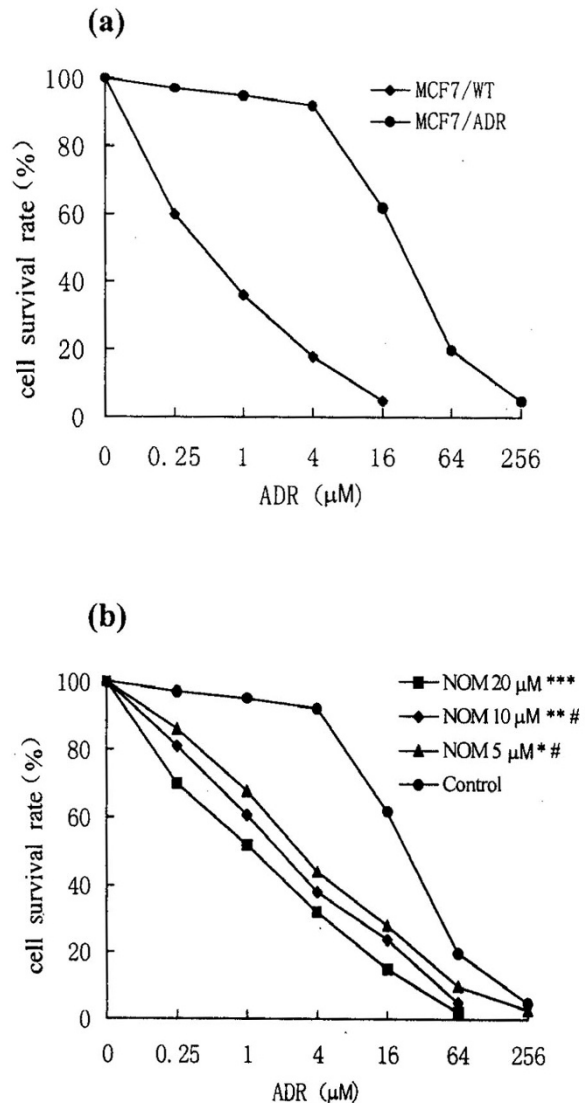 (a)
MCF7/WT
MCF7/ADR
cell survival rate (%)
100
80
60
40
20
0
0 0.25 1 4 16 64 256
ADR (μM)
(b)
NOM 20 μM ***
NOM 10 μM ** #
NOM 5 μM * #
Control
cell survival rate (%)
100
80
60
40
20
0
0 0.25 1 4 16 64 256
ADR (μM)